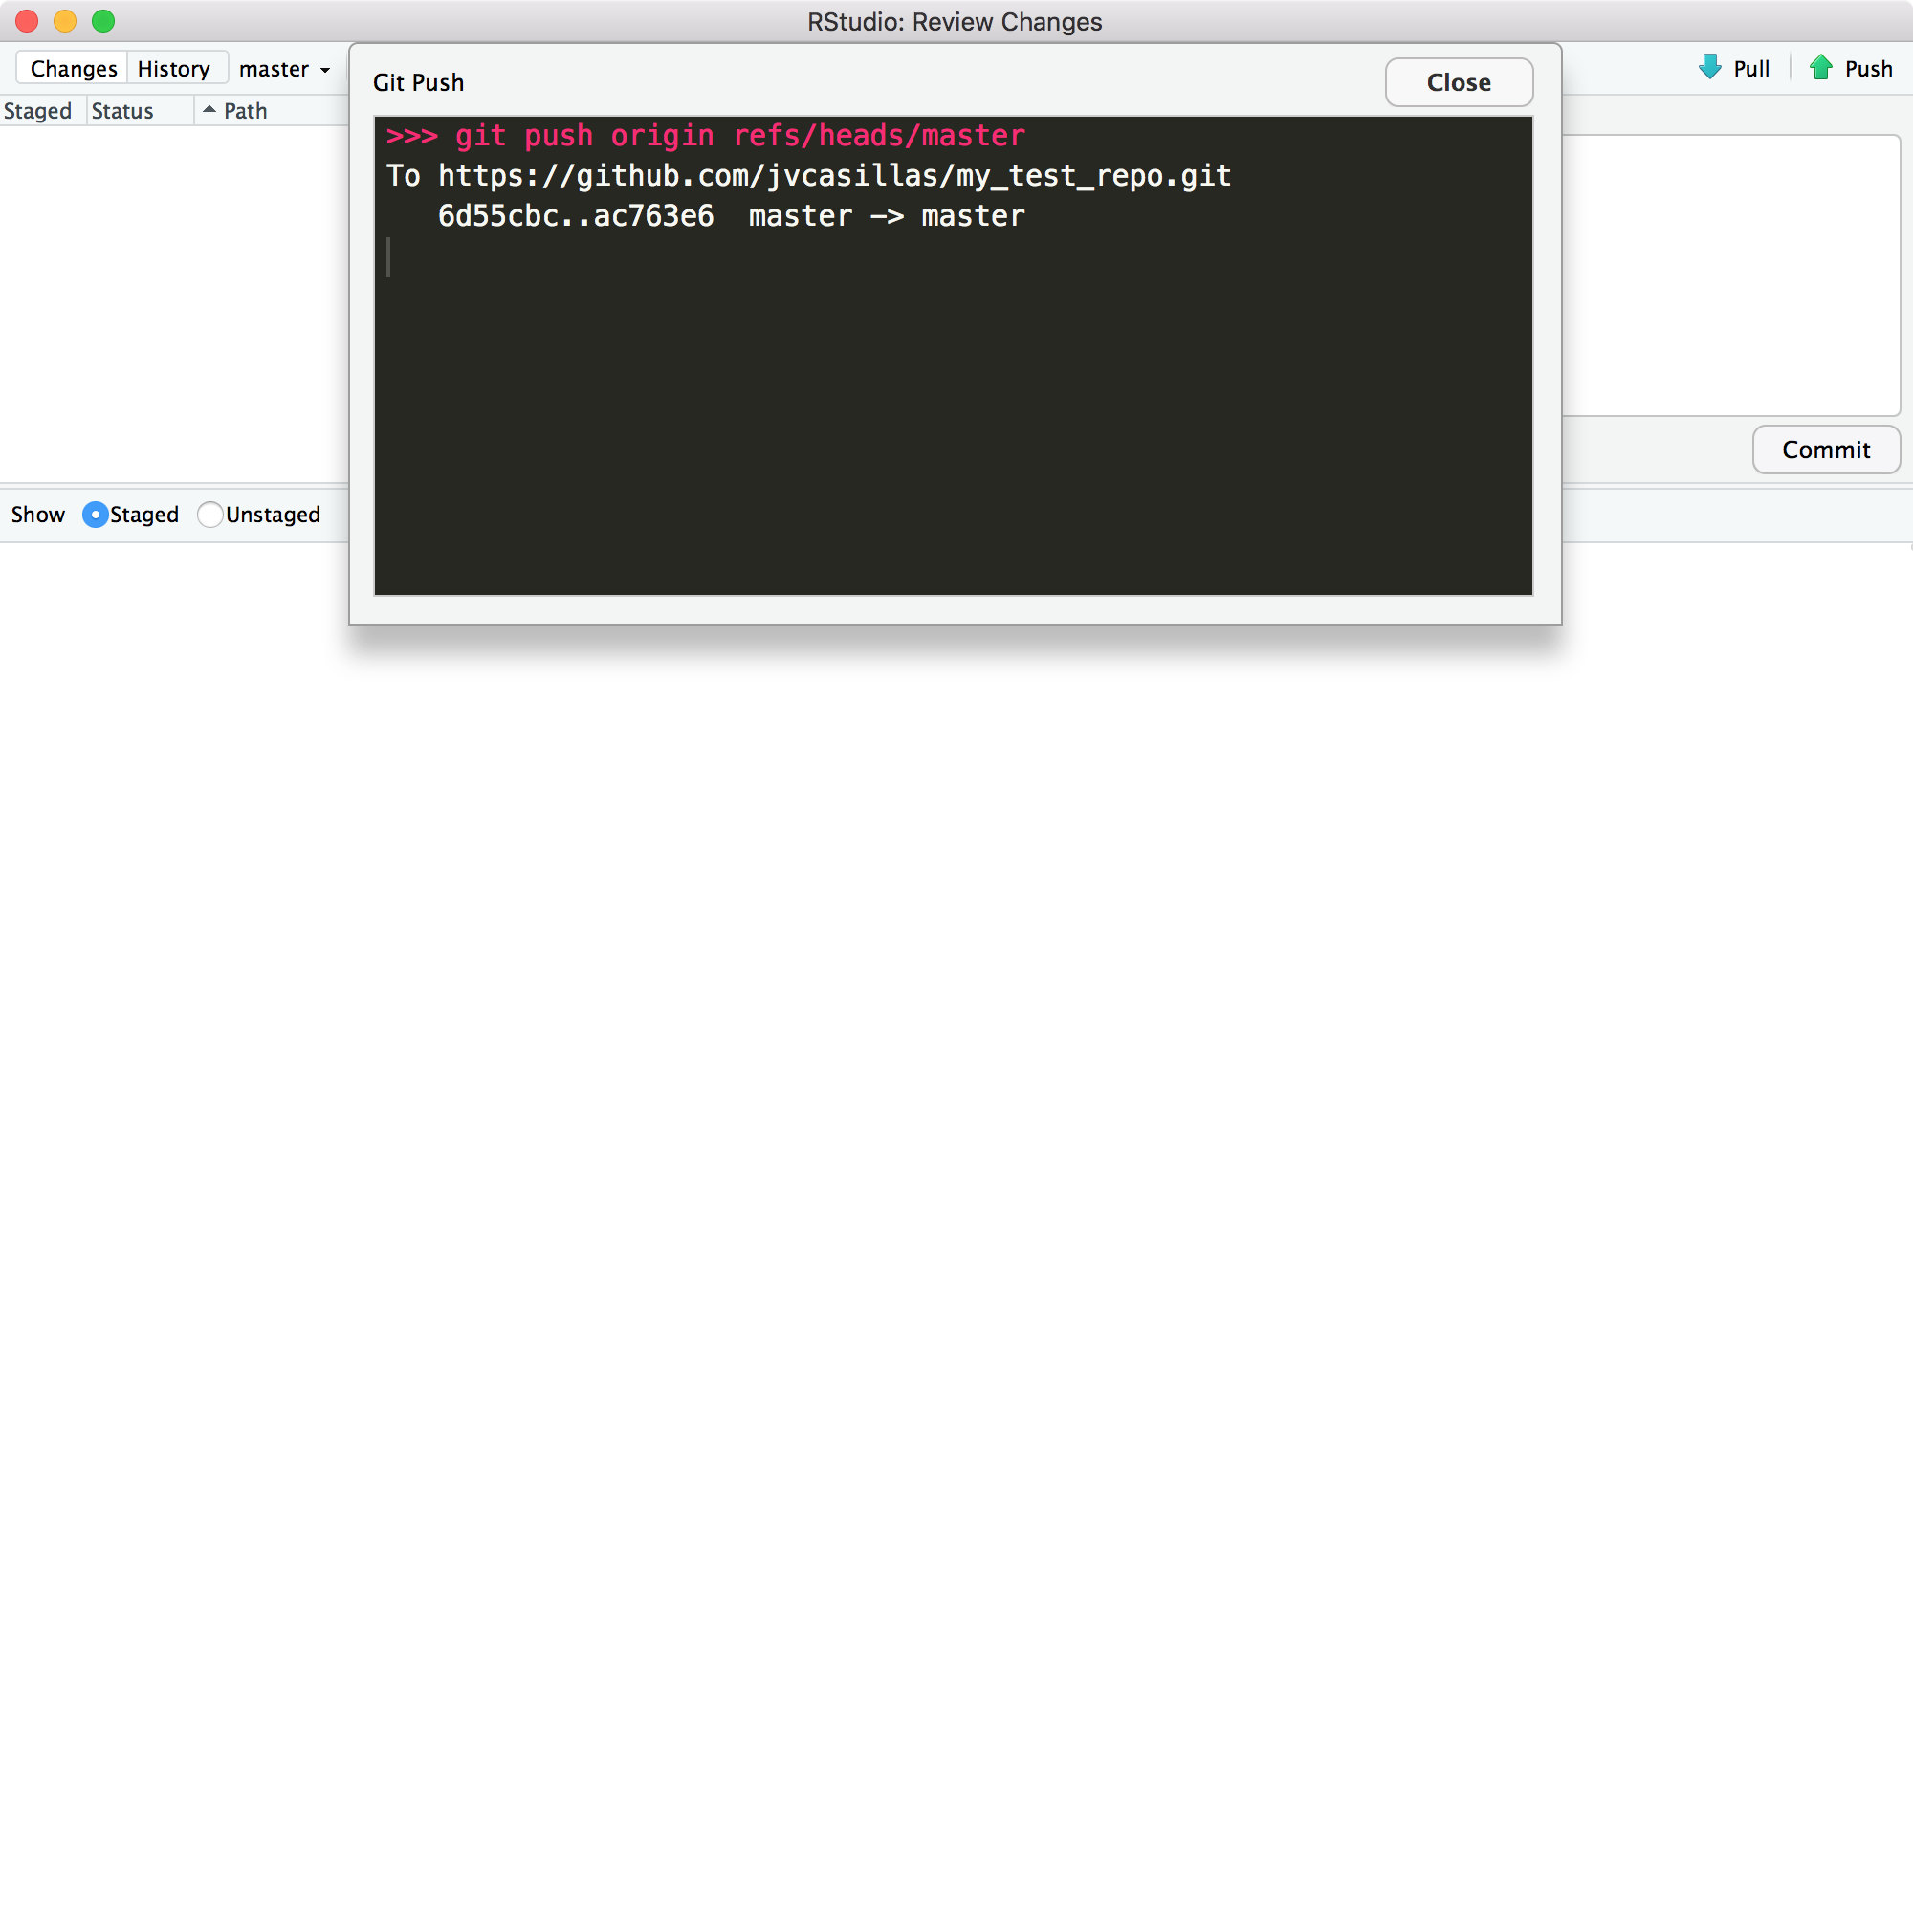 RStudio: Review Changes
Changes History master Pull Push
Staged Status Path
Git Push Close
>>> git push origin refs/heads/master
To https://github.com/jvcasillas/my_test_repo.git
   6d55cbc..ac763e6  master -> master
Commit
Show Staged Unstaged